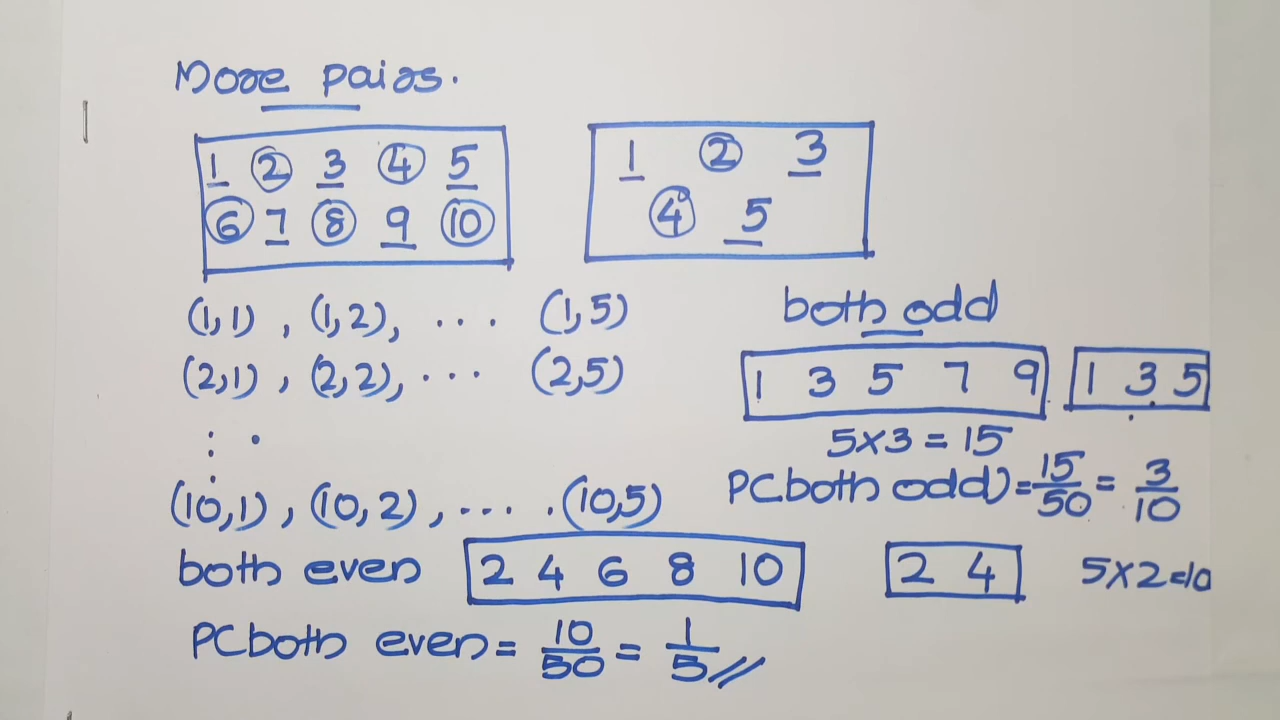 More pairs.
1 2 3 4 5
6 7 8 9 10
1 2 3
4 5
(1,1) , (1,2), ... (1,5)
(2,1) , (2,2), ... (2,5)
(10,1) , (10,2) , .... .(10,5)
both odd
1 3 5 7 9
1 3 5
5×3 = 15
P(both odd) = 15/50 = 3/10
both even
2 4 6 8 10
2 4
5×2=10
P(both even = 10/50 = 1/5 //